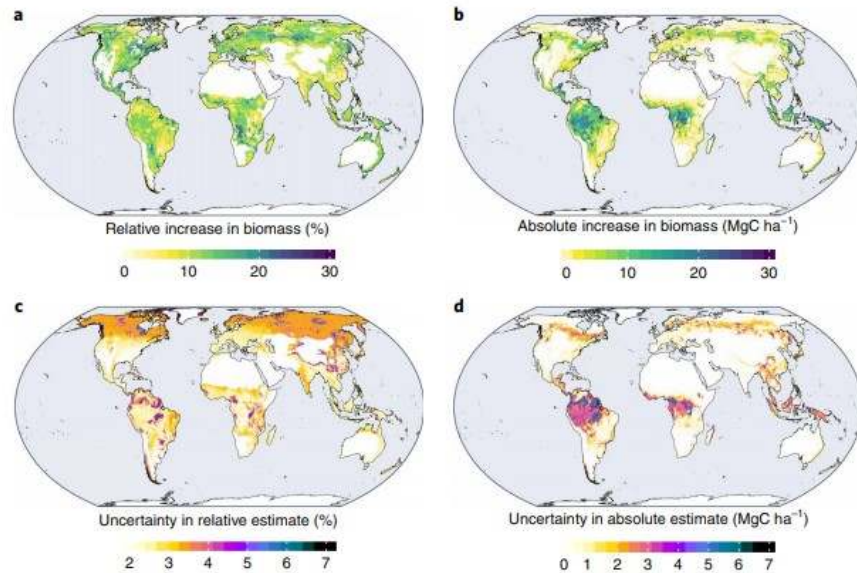 a
b
Relative increase in biomass (%)
Absolute increase in biomass (MgC ha⁻¹)
0 10 20 30
0 10 20 30
c
d
Uncertainty in relative estimate (%)
Uncertainty in absolute estimate (MgC ha⁻¹)
2 3 4 5 6 7
0 1 2 3 4 5 6 7